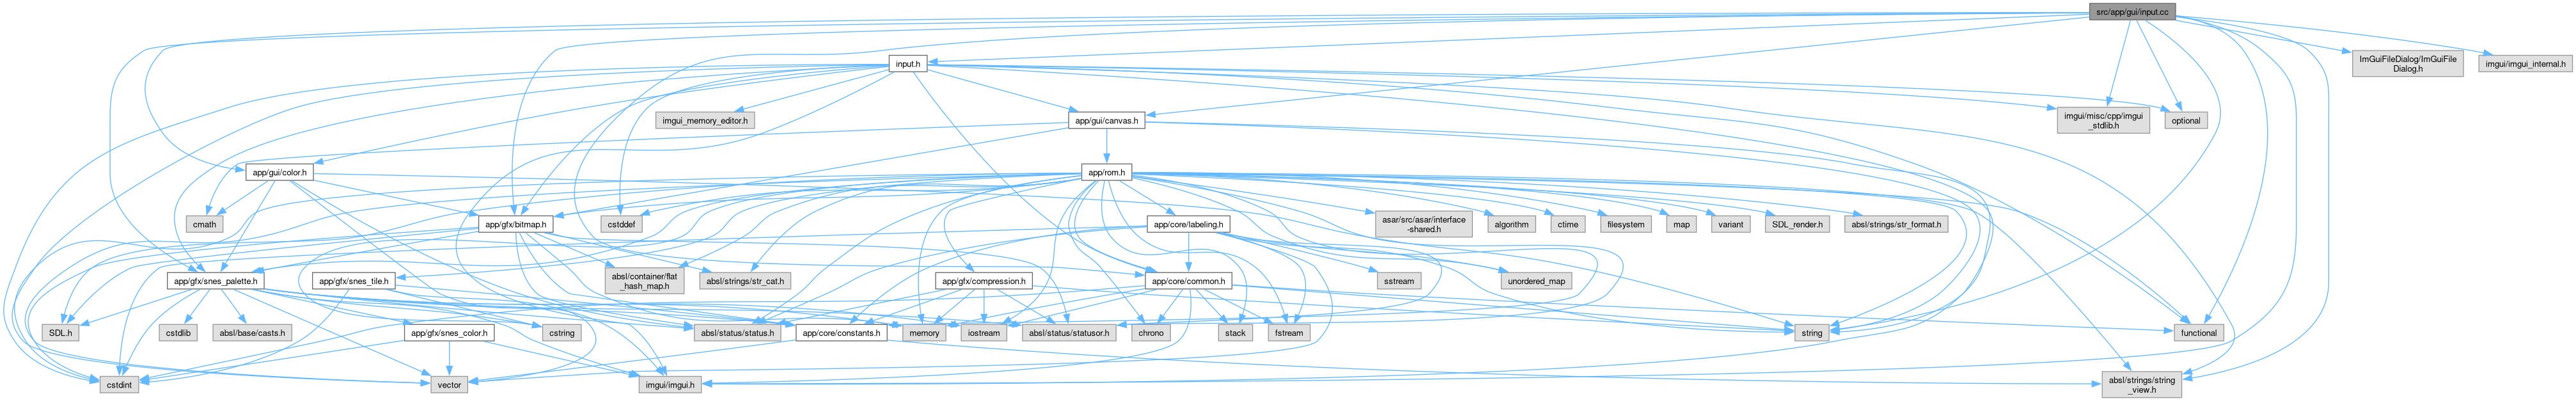 src/app/gui/input.cc
input.h
ImGuiFileDialog/ImGuiFile
Dialog.h
imgui/imgui_internal.h
imgui_memory_editor.h
app/gui/canvas.h
imgui/misc/cpp/imgui
_stdlib.h
optional
app/gui/color.h
app/rom.h
cmath
app/gfx/bitmap.h
cstddef
app/core/labeling.h
asar/src/asar/interface
-shared.h
algorithm
ctime
filesystem
map
variant
SDL_render.h
absl/strings/str_format.h
app/gfx/snes_palette.h
app/gfx/snes_tile.h
absl/container/flat
_hash_map.h
absl/strings/str_cat.h
app/gfx/compression.h
app/core/common.h
sstream
unordered_map
SDL.h
cstdlib
absl/base/casts.h
app/gfx/snes_color.h
cstring
absl/status/status.h
app/core/constants.h
memory
iostream
absl/status/statusor.h
chrono
stack
fstream
string
functional
cstdint
vector
imgui/imgui.h
absl/strings/string
_view.h